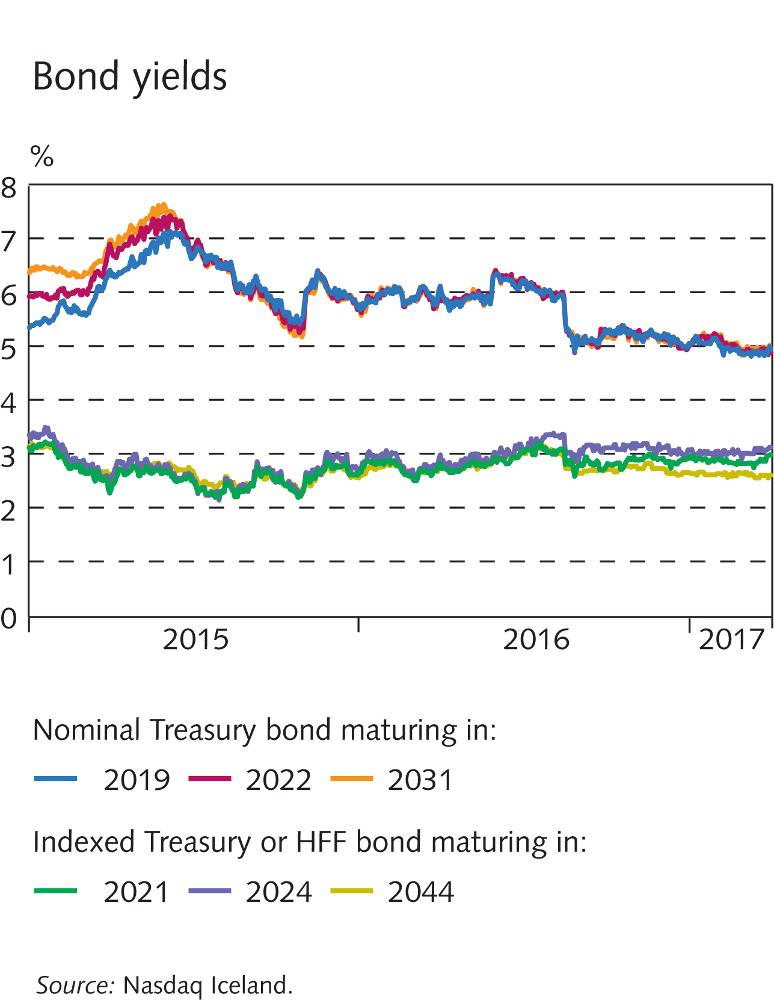 Bond yields
%
8
7
6
5
4
3
2
1
0
2015 2016 2017
Nominal Treasury bond maturing in:
2019 2022 2031
Indexed Treasury or HFF bond maturing in:
2021 2024 2044
Source: Nasdaq Iceland.